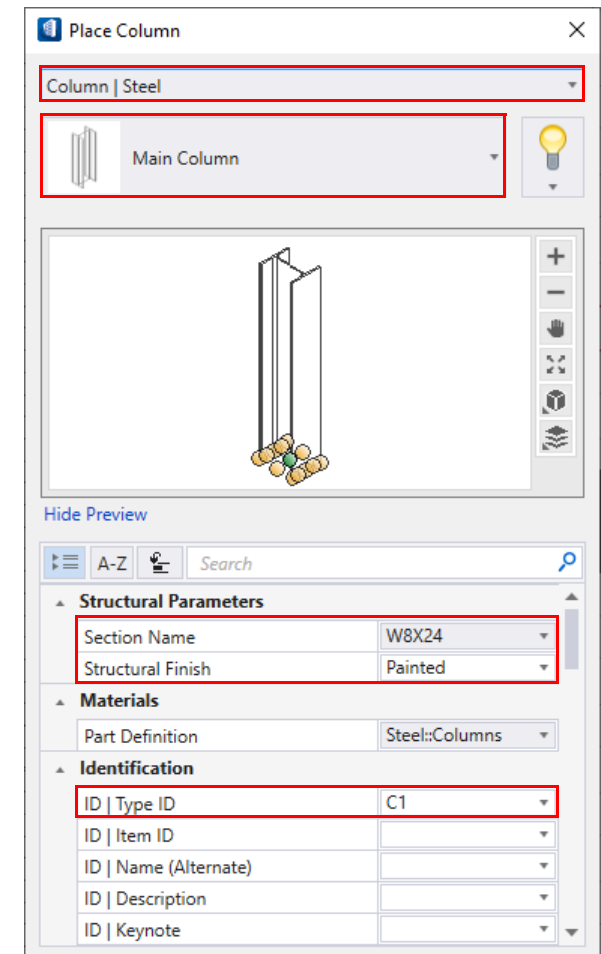 Place Column
Column | Steel
Main Column
Hide Preview
A-Z Search
Structural Parameters
Section Name W8X24
Structural Finish Painted
Materials
Part Definition Steel::Columns
Identification
ID | Type ID C1
ID | Item ID
ID | Name (Alternate)
ID | Description
ID | Keynote